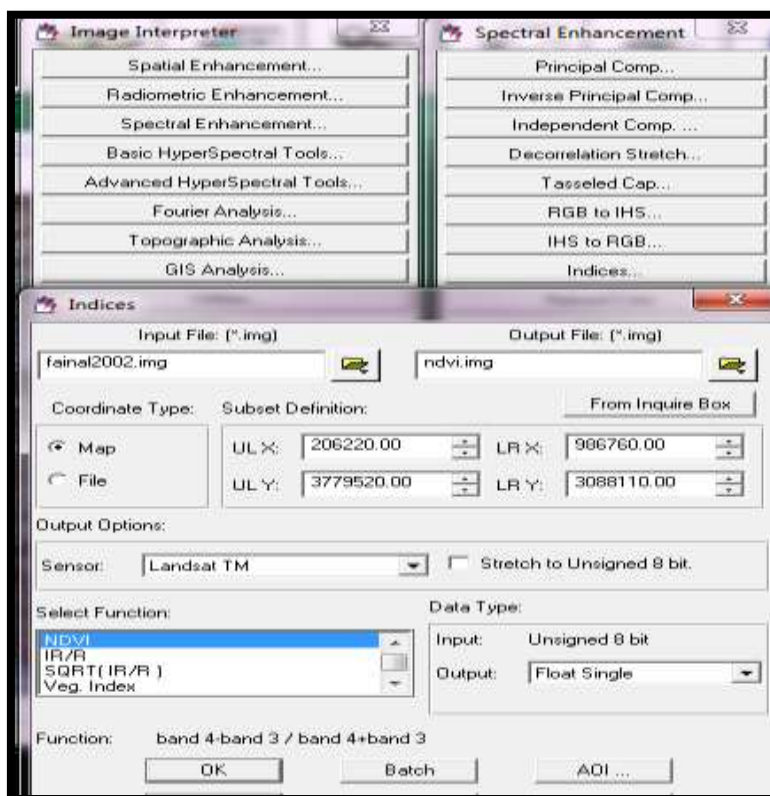 Image Interpreter
Spatial Enhancement...
Radiometric Enhancement...
Spectral Enhancement...
Basic HyperSpectral Tools...
Advanced HyperSpectral Tools...
Fourier Analysis...
Topographic Analysis...
GIS Analysis...
Spectral Enhancement
Principal Comp...
Inverse Principal Comp...
Independent Comp. ...
Decorrelation Stretch...
Tasseled Cap...
RGB to IHS...
IHS to RGB...
Indices...
Indices
Input File: (*.img) Output File: (*.img)
fainal2002.img ndvi.img
Coordinate Type: Subset Definition: From Inquire Box
Map UL X: 206220.00 LR X: 986760.00
File UL Y: 3779520.00 LR Y: 3088110.00
Output Options:
Sensor: Landsat TM Stretch to Unsigned 8 bit.
Select Function: Data Type:
NDVI
IR/R
SQRT( IR/R )
Veg. Index
Input: Unsigned 8 bit
Output: Float Single
Function: band 4-band 3 / band 4+band 3
OK Batch AOI ...